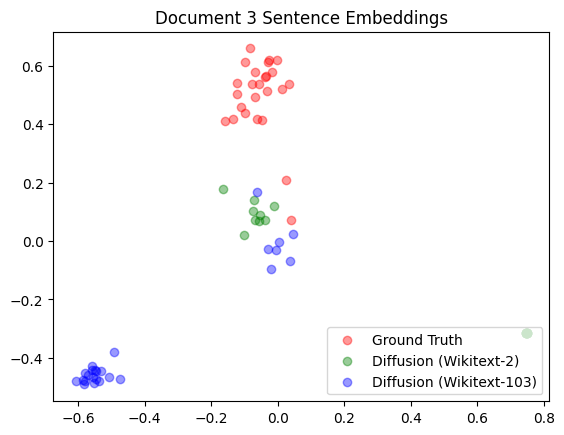 Document 3 Sentence Embeddings
0.6
0.4
0.2
0.0
−0.2
−0.4
Ground Truth
Diffusion (Wikitext-2)
Diffusion (Wikitext-103)
−0.6 −0.4 −0.2 0.0 0.2 0.4 0.6 0.8